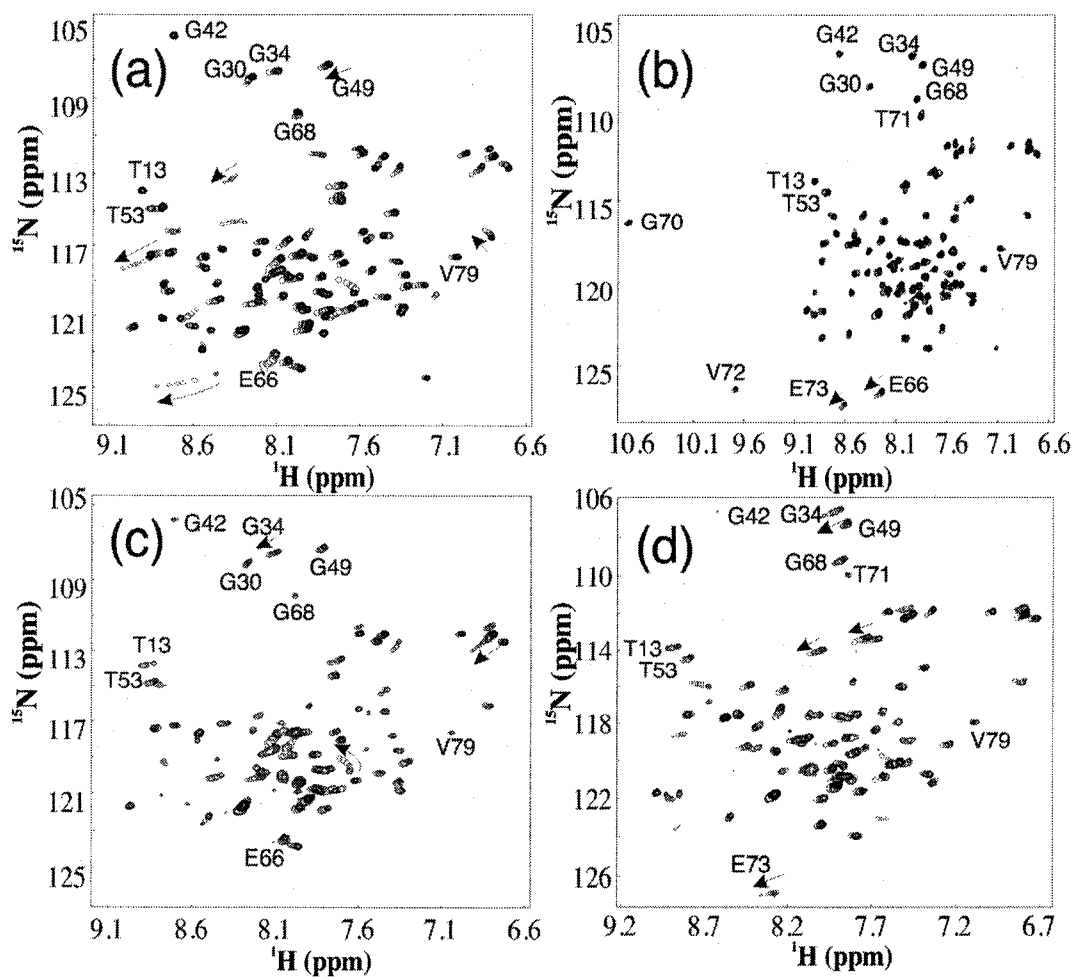 (a)
105
109
113
117
121
125
¹⁵N (ppm)
G42
G30
G34
G49
G68
T13
T53
V79
E66
9.1 8.6 8.1 7.6 7.1 6.6
¹H (ppm)
(b)
105
110
115
120
125
¹⁵N (ppm)
G42
G34
G49
G30
G68
T71
T13
T53
G70
V79
V72
E73
E66
10.6 10.1 9.6 9.1 8.6 8.1 7.6 7.1 6.6
¹H (ppm)
(c)
105
109
113
117
121
125
¹⁵N (ppm)
G42
G34
G30
G49
G68
T13
T53
V79
E66
9.1 8.6 8.1 7.6 7.1 6.6
¹H (ppm)
(d)
106
110
114
118
122
126
¹⁵N (ppm)
G42
G34
G49
G68
T71
T13
T53
V79
E73
9.2 8.7 8.2 7.7 7.2 6.7
¹H (ppm)